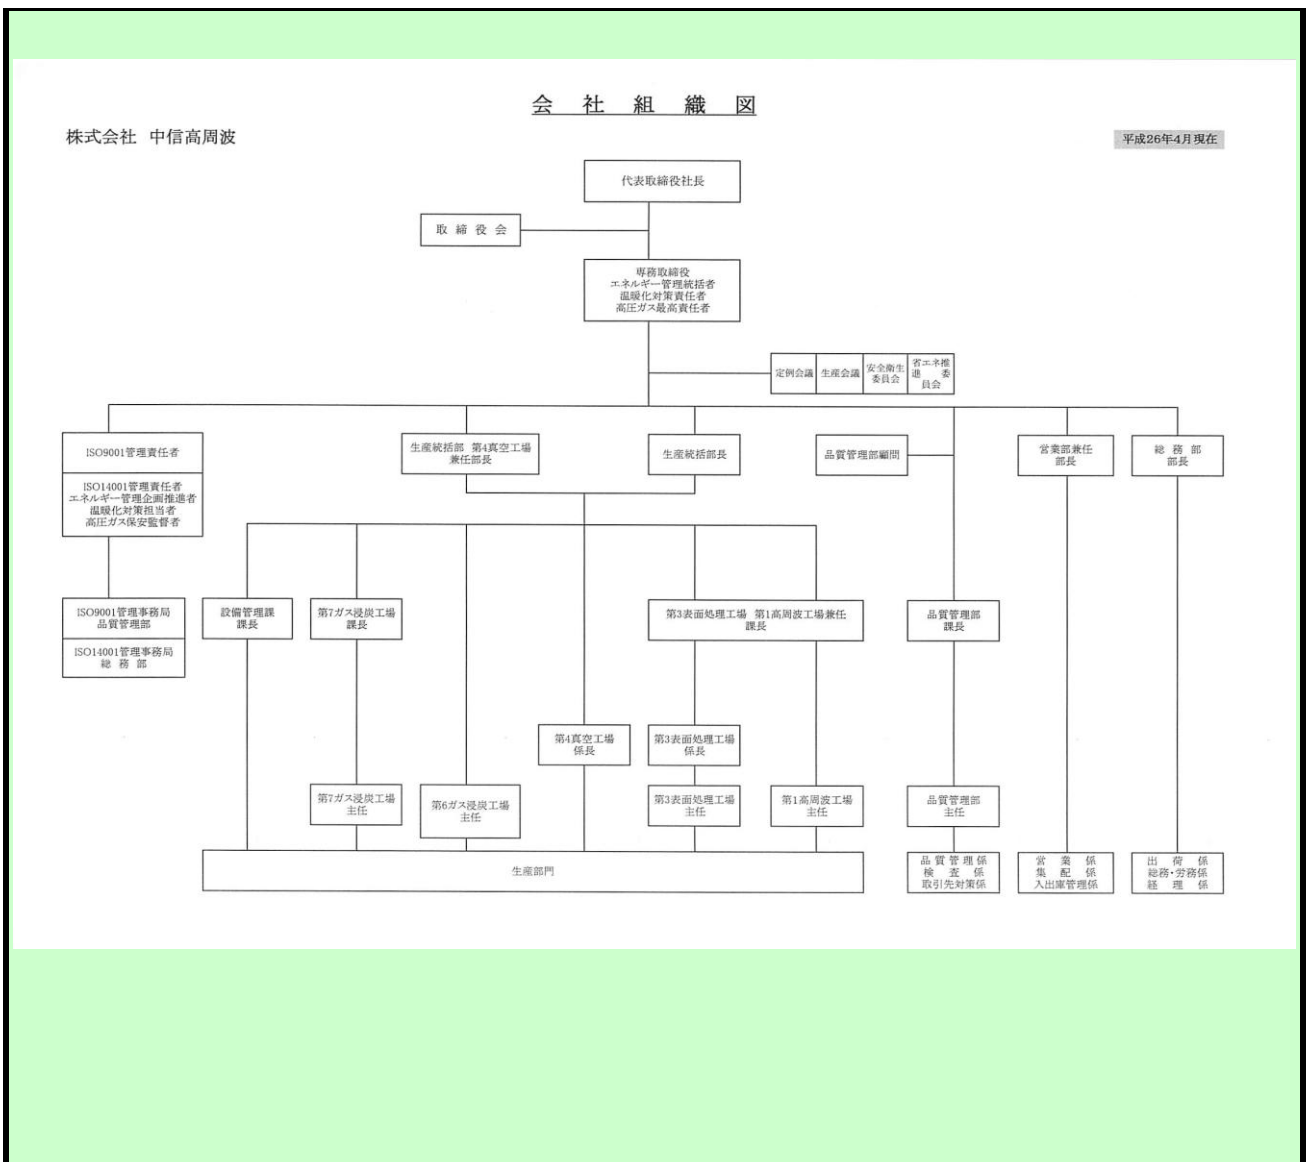 会社組織図
株式会社 中信高周波
平成26年4月現在
代表取締役社長
取締役会
専務取締役
エネルギー管理統括者
温暖化対策責任者
高圧ガス最高責任者
定例会議
生産会議
安全衛生
委員会
省エネ推
進委
員会
ISO9001管理責任者
ISO14001管理責任者
エネルギー管理企画推進者
温暖化対策担当者
高圧ガス保安監督者
生産統括部 第4真空工場
兼任部長
生産統括部長
品質管理部顧問
営業部兼任
部長
総務部
部長
ISO9001管理事務局
品質管理部
ISO14001管理事務局
総務部
設備管理課
課長
第7ガス浸炭工場
課長
第3表面処理工場 第1高周波工場兼任
課長
品質管理部
課長
第4真空工場
係長
第3表面処理工場
係長
第7ガス浸炭工場
主任
第6ガス浸炭工場
主任
第3表面処理工場
主任
第1高周波工場
主任
品質管理部
主任
生産部門
品質管理係
検査係
取引先対策係
営業係
集配係
入出庫管理係
出荷係
総務・労務係
経理係